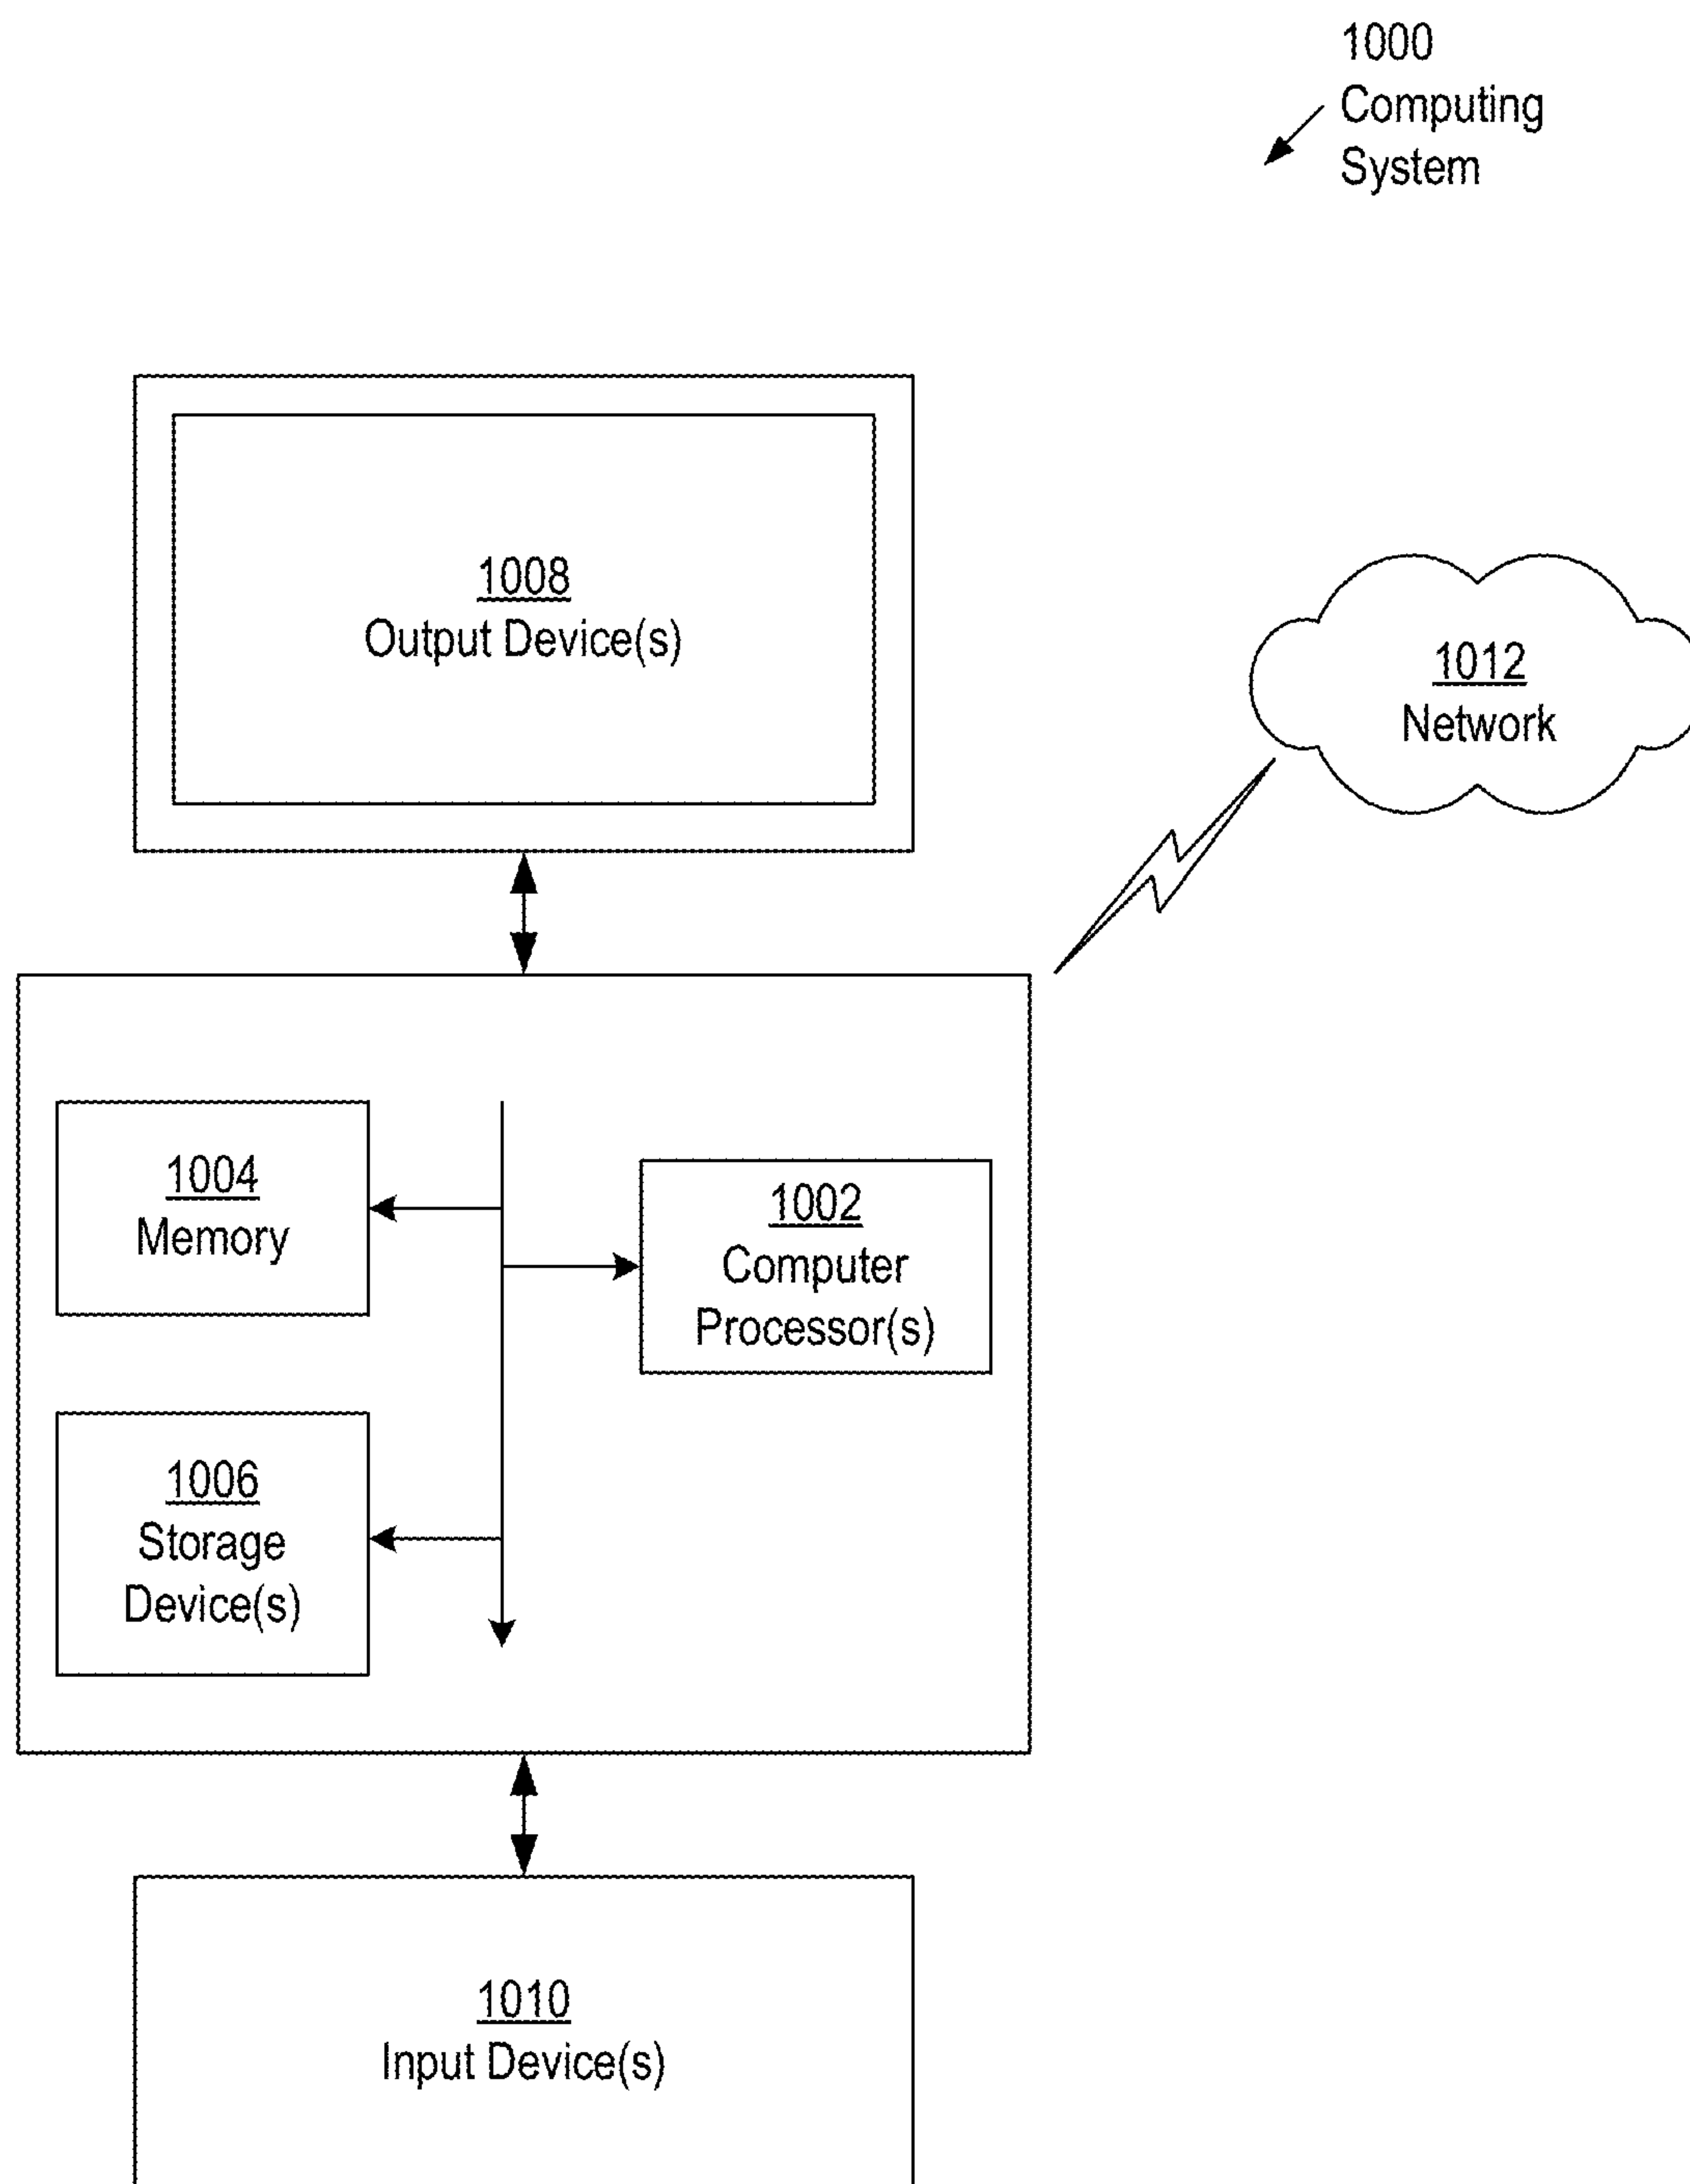 1000
Computing
System
1008
Output Device(s)
1012
Network
1004
Memory
1002
Computer
Processor(s)
1006
Storage
Device(s)
1010
Input Device(s)